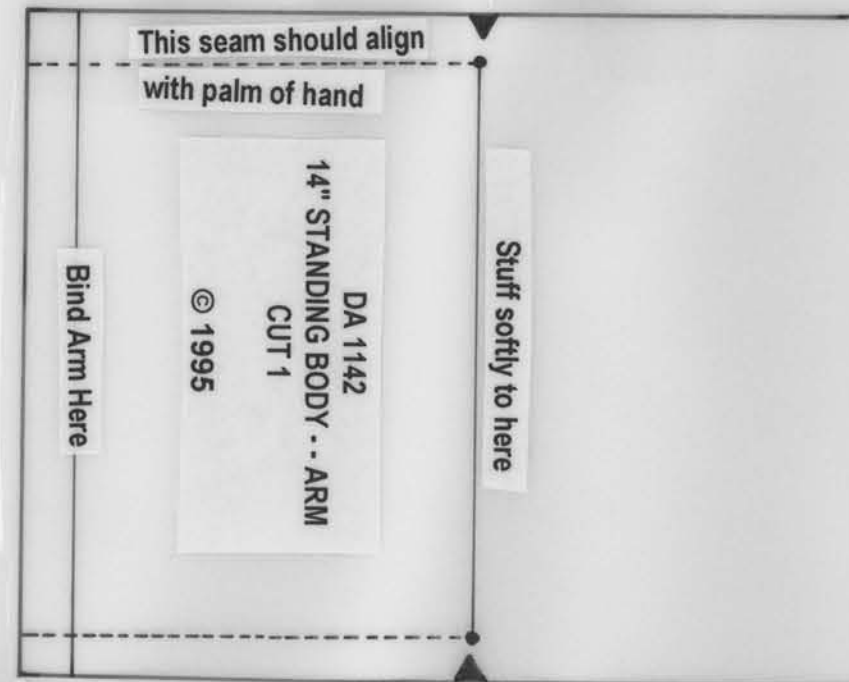 This seam should align
with palm of hand
DA 1142
14" STANDING BODY - - ARM
CUT 1
© 1995
Stuff softly to here
Bind Arm Here